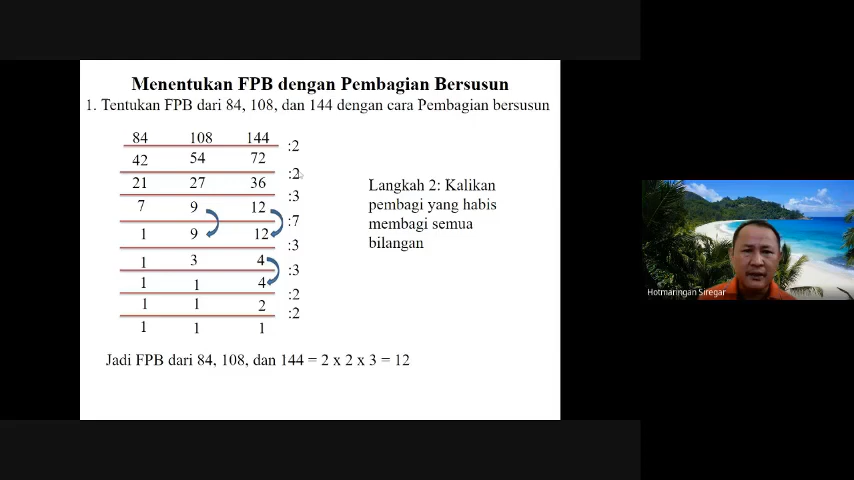 Menentukan FPB dengan Pembagian Bersusun
1. Tentukan FPB dari 84, 108, dan 144 dengan cara Pembagian bersusun
84 108 144 :2
42 54 72 :2
21 27 36 :3
7 9 12 :7
1 9 12 :3
1 3 4 :3
1 1 4 :2
1 1 2 :2
1 1 1
Langkah 2: Kalikan
pembagi yang habis
membagi semua
bilangan
Jadi FPB dari 84, 108, dan 144 = 2 x 2 x 3 = 12
Hotmaringan Siregar